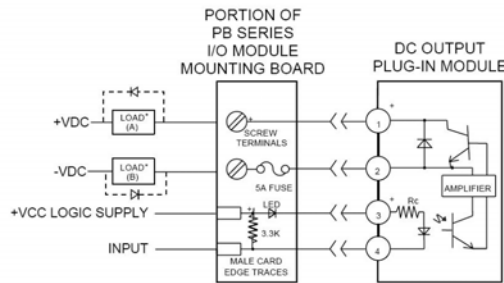 PORTION OF
PB SERIES
I/O MODULE
MOUNTING BOARD
DC OUTPUT
PLUG-IN MODULE
+VDC
LOAD*
(A)
+
SCREW
TERMINALS
+
1
-VDC
LOAD*
(B)
5A FUSE
2
AMPLIFIER
+VCC LOGIC SUPPLY
+
LED
3.3K
+
3
Rc
INPUT
4
MALE CARD
EDGE TRACES